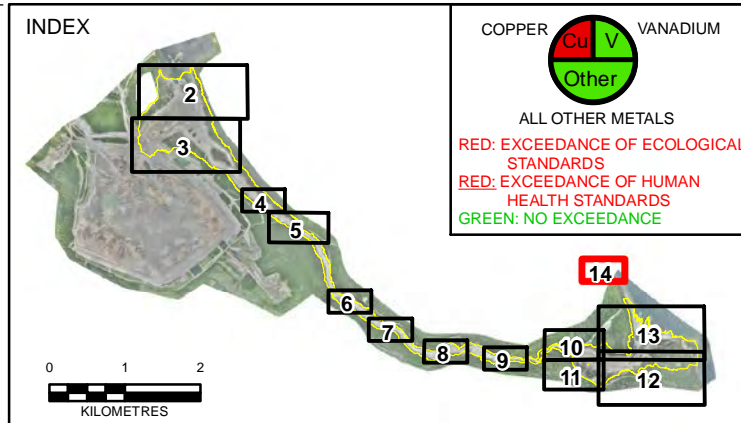 INDEX
2
3
4
5
6
7
8
9
10
11
12
13
14
0 1 2
KILOMETRES
COPPER
VANADIUM
Cu V
Other
ALL OTHER METALS
RED: EXCEEDANCE OF ECOLOGICAL
STANDARDS
RED: EXCEEDANCE OF HUMAN
HEALTH STANDARDS
GREEN: NO EXCEEDANCE